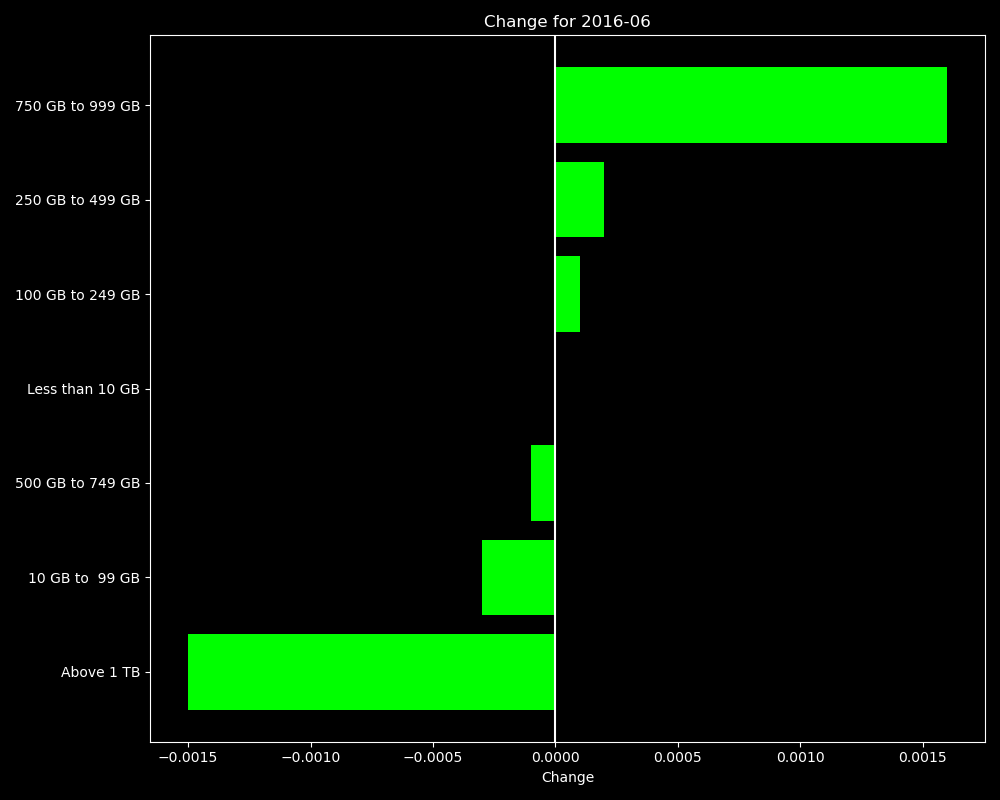 Change for 2016-06
750 GB to 999 GB
250 GB to 499 GB
100 GB to 249 GB
Less than 10 GB
500 GB to 749 GB
10 GB to  99 GB
Above 1 TB
−0.0015 −0.0010 −0.0005 0.0000 0.0005 0.0010 0.0015
Change